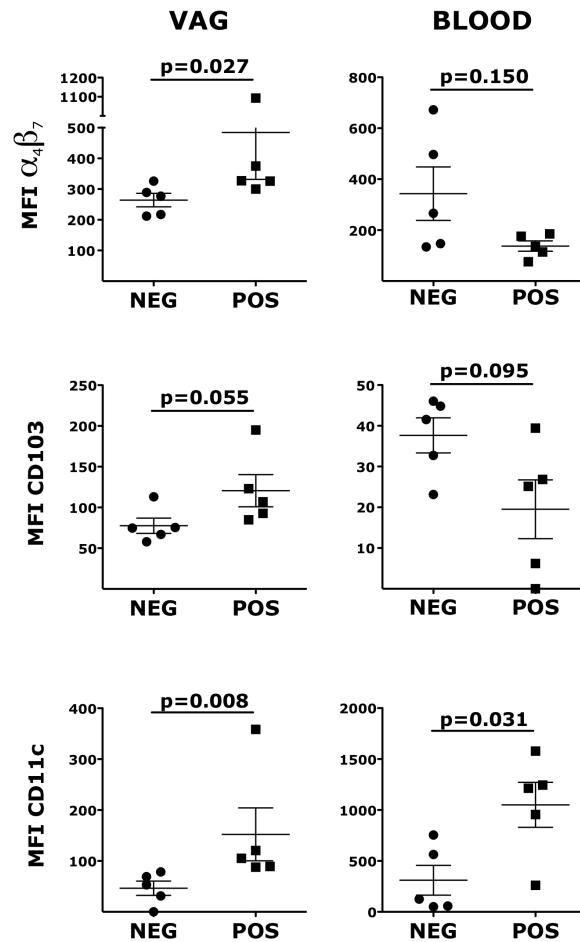 VAG
BLOOD
p=0.027
1200
1100
500
400
300
200
100
MFI α₄β₇
NEG
POS
p=0.150
800
600
400
200
NEG
POS
p=0.055
250
200
150
100
50
MFI CD103
NEG
POS
p=0.095
50
40
30
20
10
NEG
POS
p=0.008
400
300
200
100
MFI CD11c
NEG
POS
p=0.031
2000
1500
1000
500
0
NEG
POS